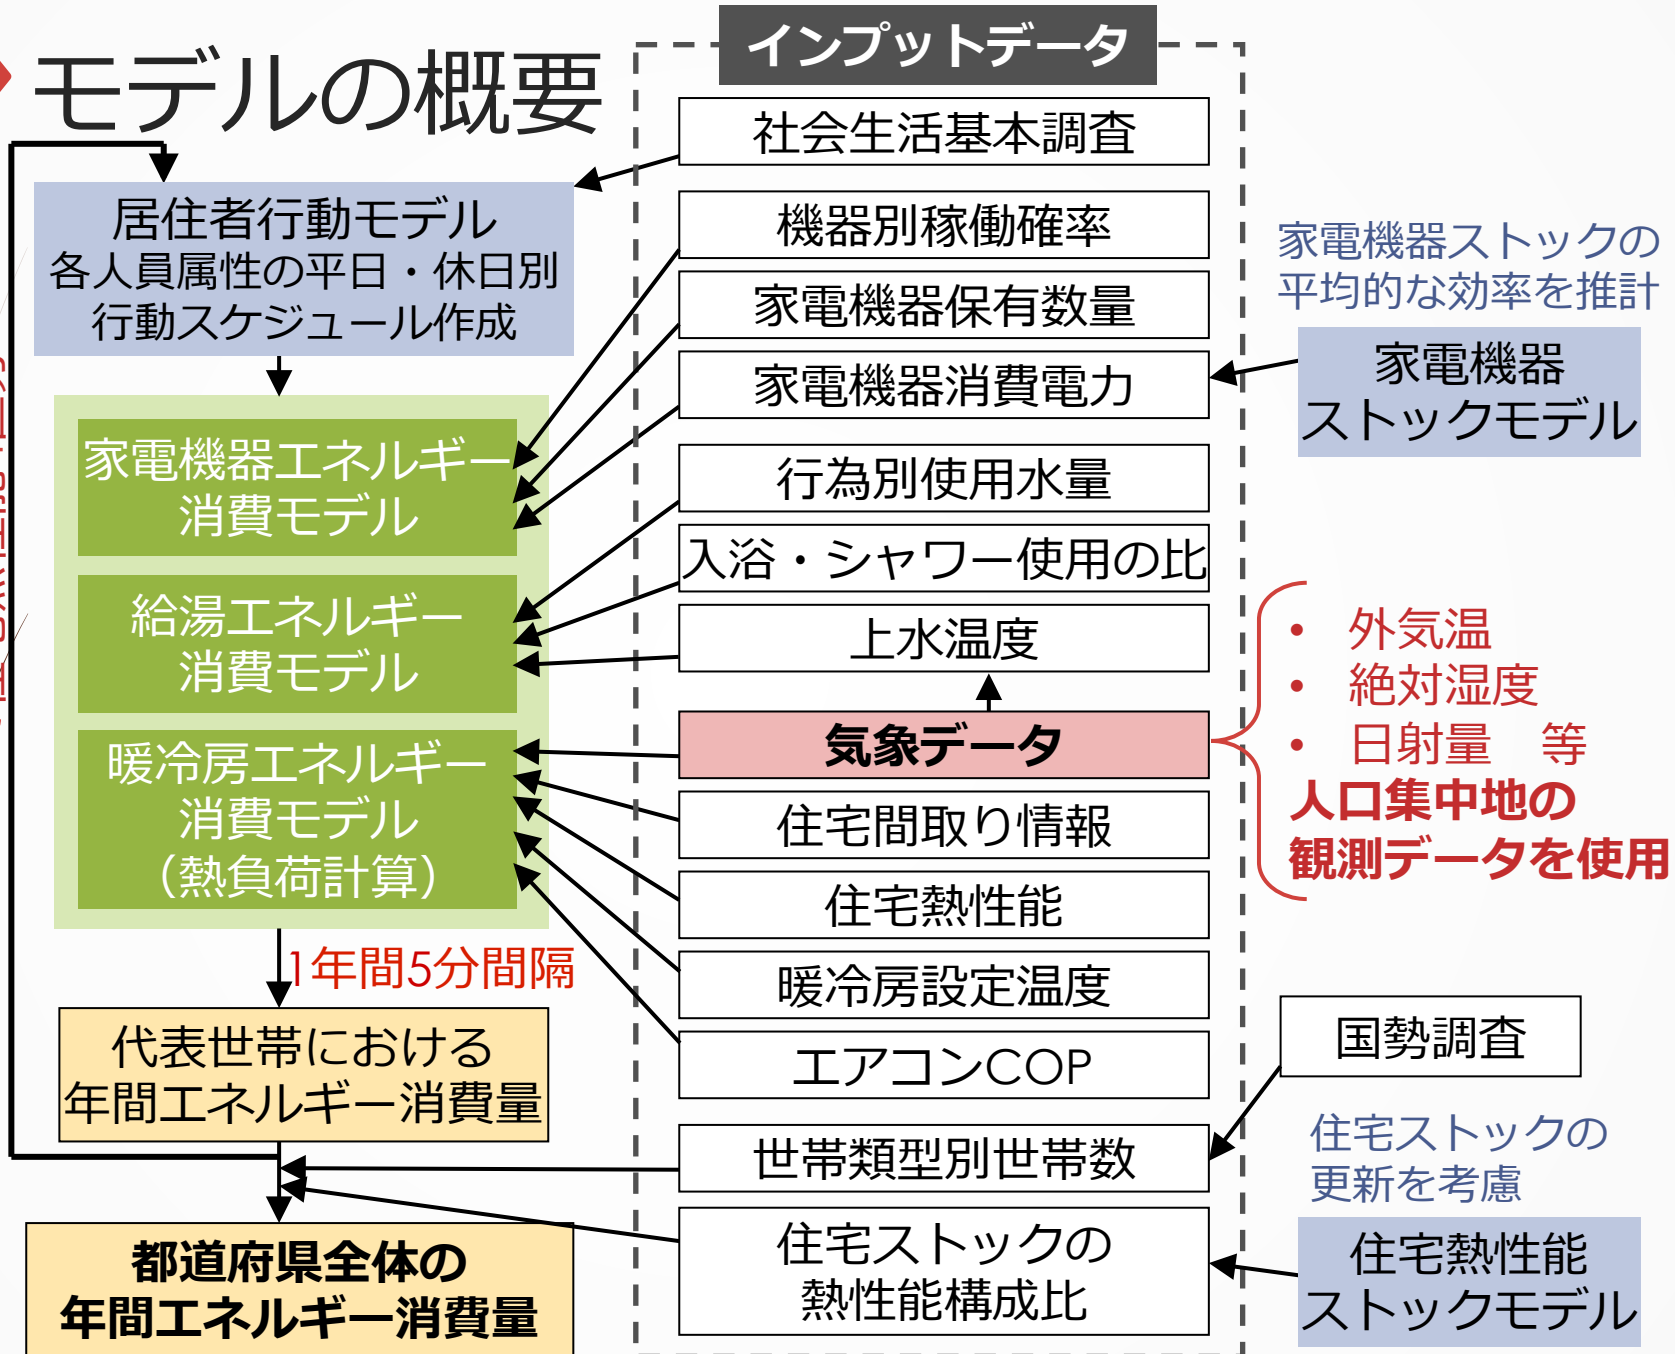 モデルの概要
インプットデータ
社会生活基本調査
居住者行動モデル
各人員属性の平日・休日別
行動スケジュール作成
機器別稼働確率
家電機器保有数量
家電機器消費電力
家電機器ストックの
平均的な効率を推計
家電機器
ストックモデル
家電機器エネルギー
消費モデル
行為別使用水量
入浴・シャワー使用の比
上水温度
給湯エネルギー
消費モデル
気象データ
• 外気温
• 絶対湿度
• 日射量 等
人口集中地の
観測データを使用
暖冷房エネルギー
消費モデル
（熱負荷計算）
住宅間取り情報
住宅熱性能
暖冷房設定温度
エアコンCOP
1年間5分間隔
代表世帯における
年間エネルギー消費量
国勢調査
世帯類型別世帯数
住宅ストックの
更新を考慮
住宅ストックの
熱性能構成比
住宅熱性能
ストックモデル
都道府県全体の
年間エネルギー消費量